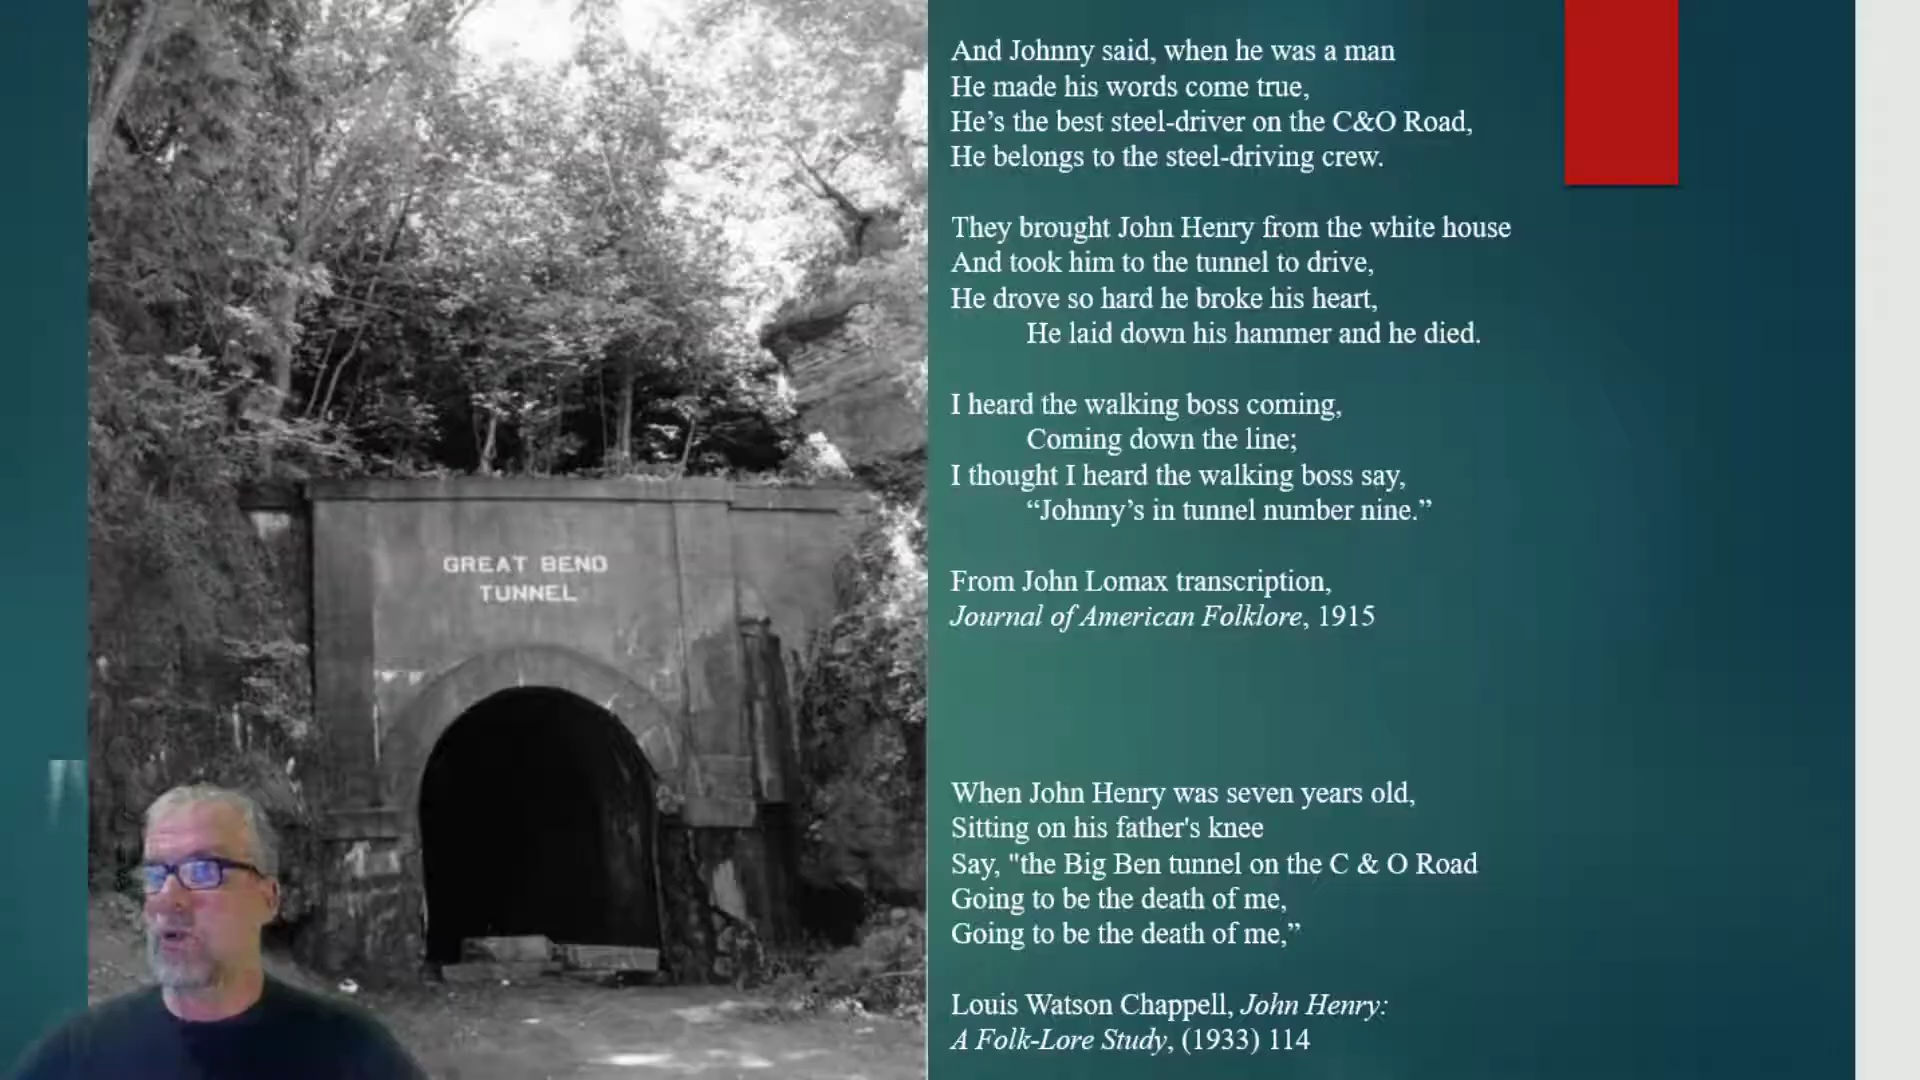 And Johnny said, when he was a man
He made his words come true,
He’s the best steel-driver on the C&O Road,
He belongs to the steel-driving crew.
They brought John Henry from the white house
And took him to the tunnel to drive,
He drove so hard he broke his heart,
He laid down his hammer and he died.
I heard the walking boss coming,
Coming down the line;
I thought I heard the walking boss say,
“Johnny’s in tunnel number nine.”
From John Lomax transcription,
Journal of American Folklore, 1915
When John Henry was seven years old,
Sitting on his father's knee
Say, "the Big Ben tunnel on the C & O Road
Going to be the death of me,
Going to be the death of me,”
Louis Watson Chappell, John Henry:
A Folk-Lore Study, (1933) 114
GREAT BEND
TUNNEL